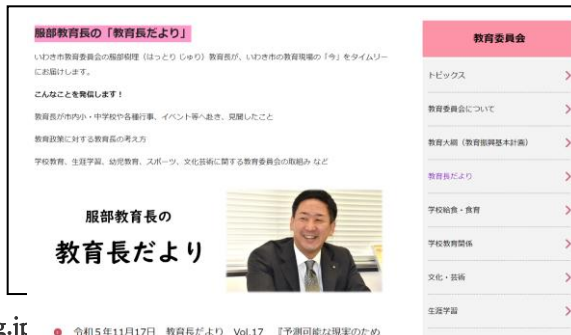 服部教育長の「教育長だより」
いわき市教育委員会の服部樹理（はっとり じゅり）教育長が、いわき市の教育現場の「今」をタイムリー
にお届けします。
こんなことを発信します！
教育長が市内小・中学校や各種行事、イベント等へ赴き、見聞したこと
教育政策に対する教育長の考え方
学校教育、生涯学習、幼児教育、スポーツ、文化芸術に関する教育委員会の取組み など
服部教育長の
教育長だより
令和5年11月17日 教育長だより Vol.17 『予測可能な現実のため
教育委員会
トピックス
教育委員会について
教育大綱（教育振興基本計画）
教育長だより
学校給食・食育
学校教育関係
文化・芸術
生涯学習